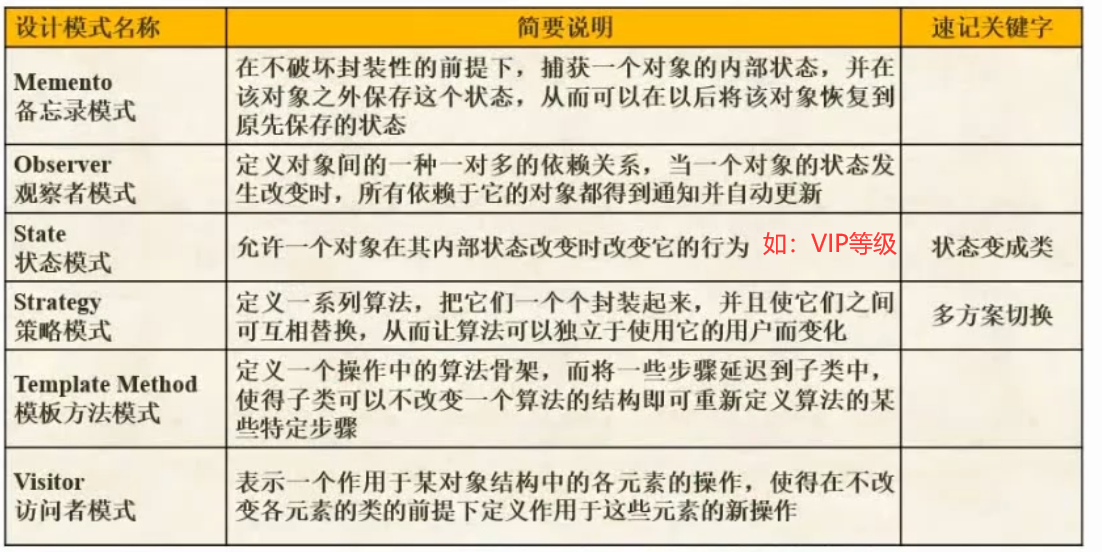 设计模式名称 简要说明 速记关键字
Memento
备忘录模式
在不破坏封装性的前提下，捕获一个对象的内部状态，并在
该对象之外保存这个状态，从而可以在以后将该对象恢复到
原先保存的状态
Observer
观察者模式
定义对象间的一种一对多的依赖关系，当一个对象的状态发
生改变时，所有依赖于它的对象都得到通知并自动更新
State
状态模式
允许一个对象在其内部状态改变时改变它的行为 如：VIP等级
状态变成类
Strategy
策略模式
定义一系列算法，把它们一个个封装起来，并且使它们之间
可互相替换，从而让算法可以独立于使用它的用户而变化
多方案切换
Template Method
模板方法模式
定义一个操作中的算法骨架，而将一些步骤延迟到子类中，
使得子类可以不改变一个算法的结构即可重新定义算法的某
些特定步骤
Visitor
访问者模式
表示一个作用于某对象结构中的各元素的操作，使得在不改
变各元素的类的前提下定义作用于这些元素的新操作